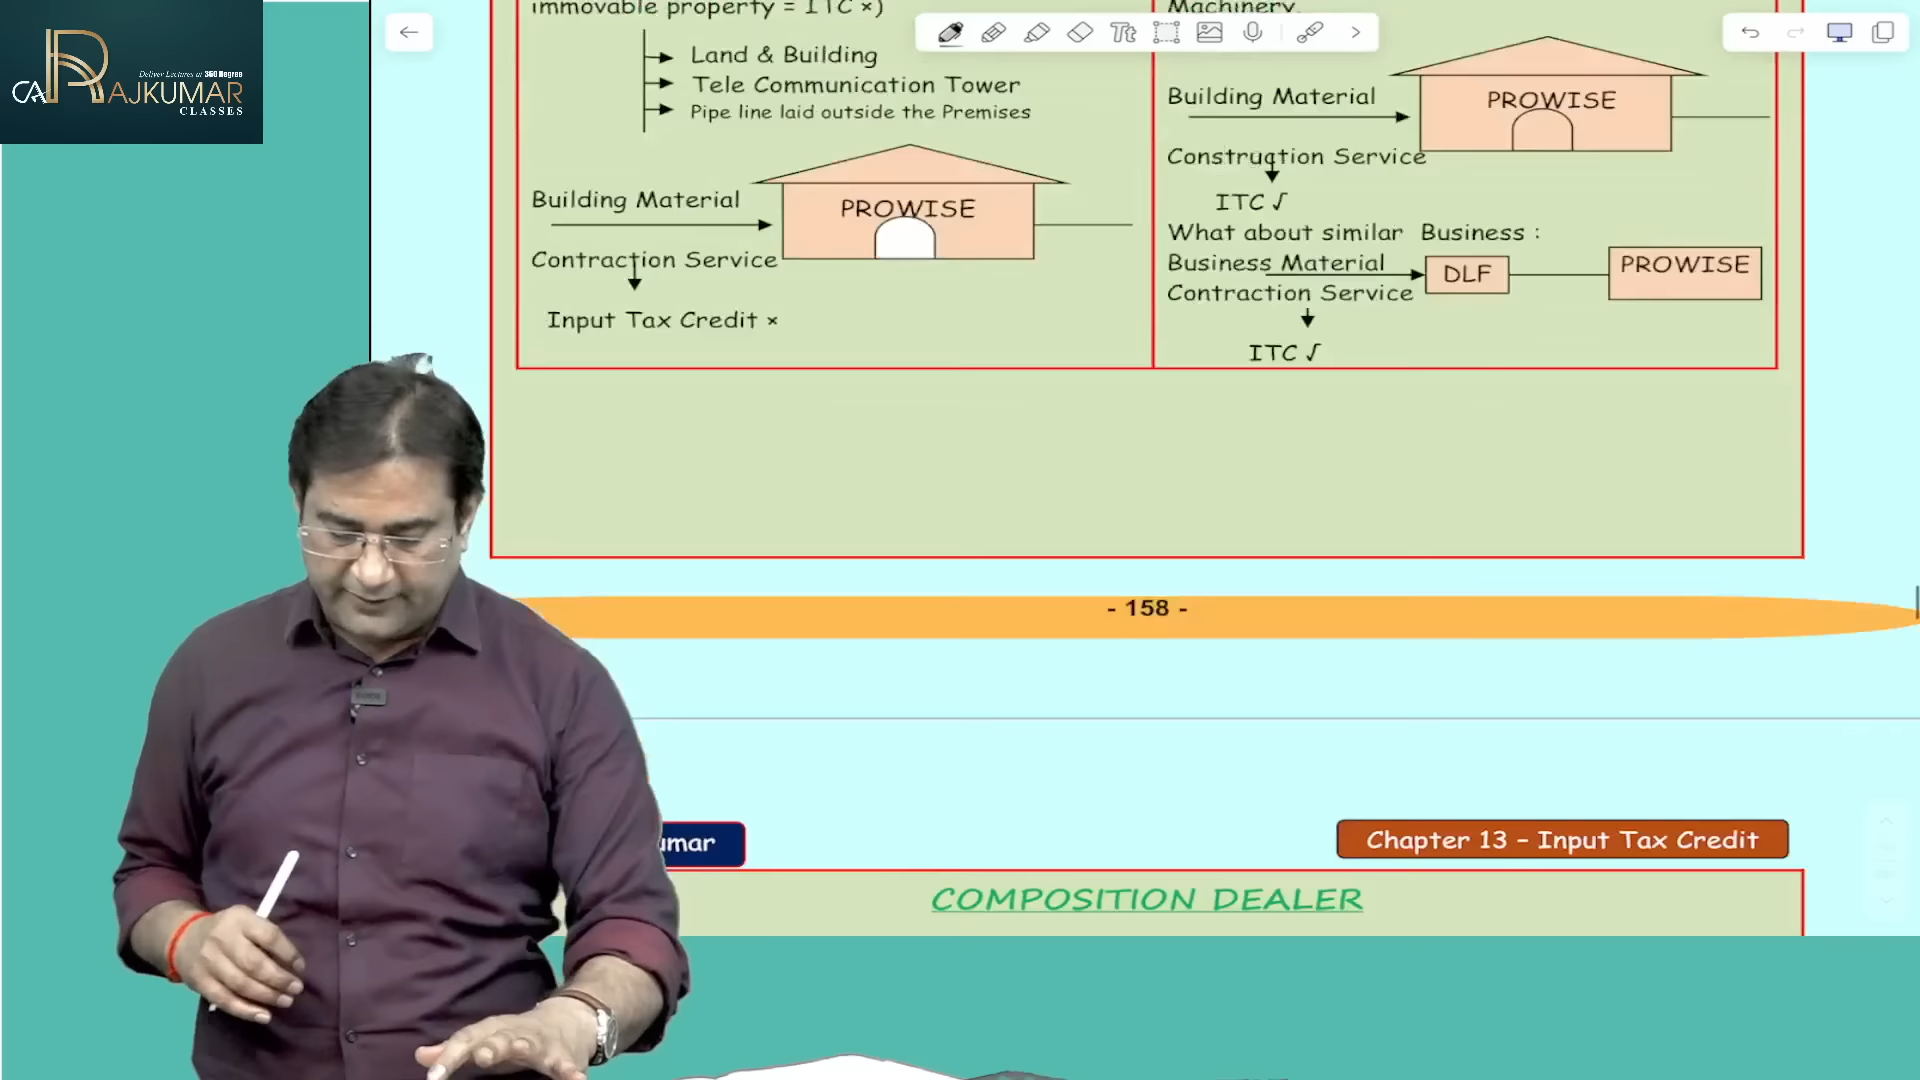 Deliver Lectures at 360 Degree
CA RAJKUMAR
CLASSES
immovable property = ITC ×)
Land & Building
Tele Communication Tower
Pipe line laid outside the Premises
Building Material
PROWISE
Contraction Service
Input Tax Credit ×
Machinery.
Building Material
PROWISE
Construction Service
ITC √
What about similar Business :
Business Material
DLF
PROWISE
Contraction Service
ITC √
- 158 -
umar
Chapter 13 – Input Tax Credit
COMPOSITION DEALER
Tt